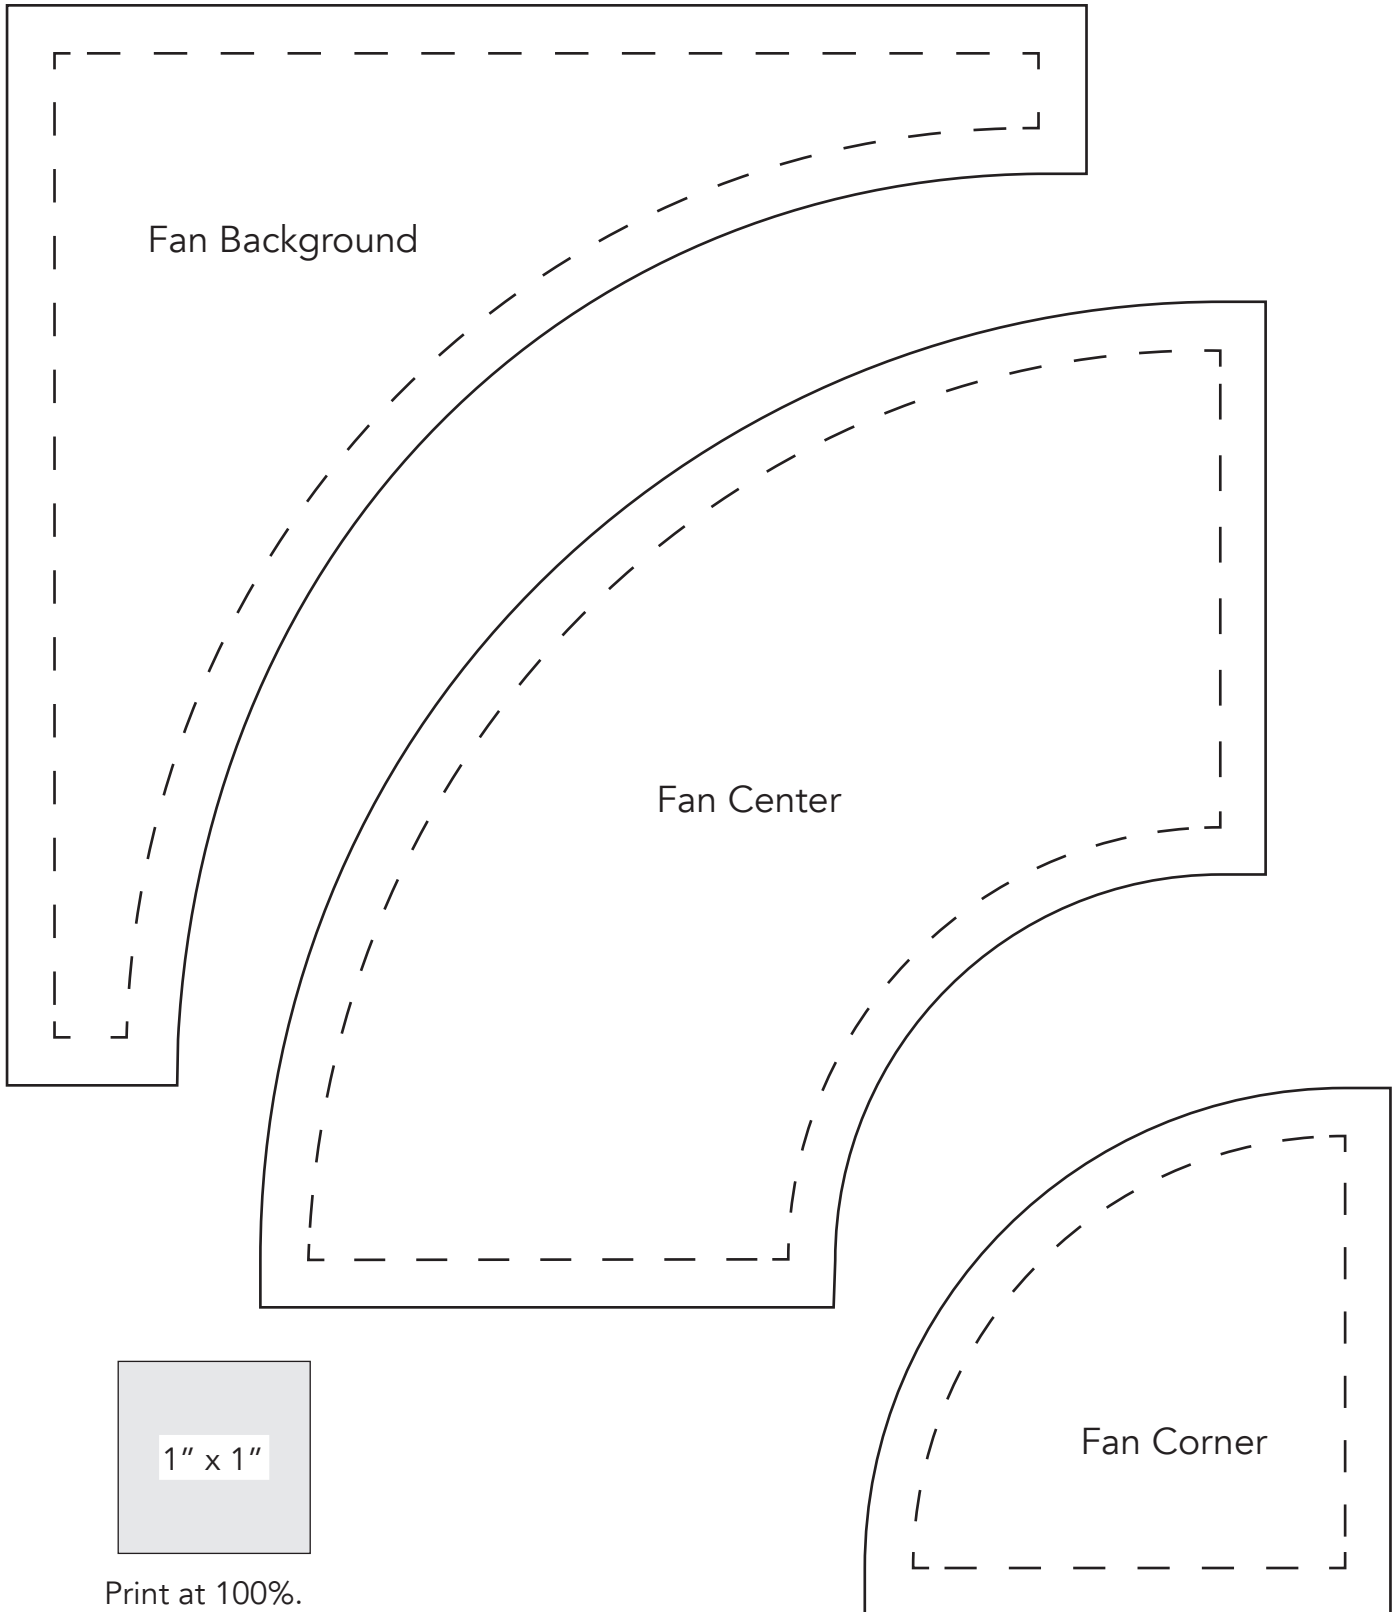 Fan Background
Fan Center
Fan Corner
1” x 1”
Print at 100%.